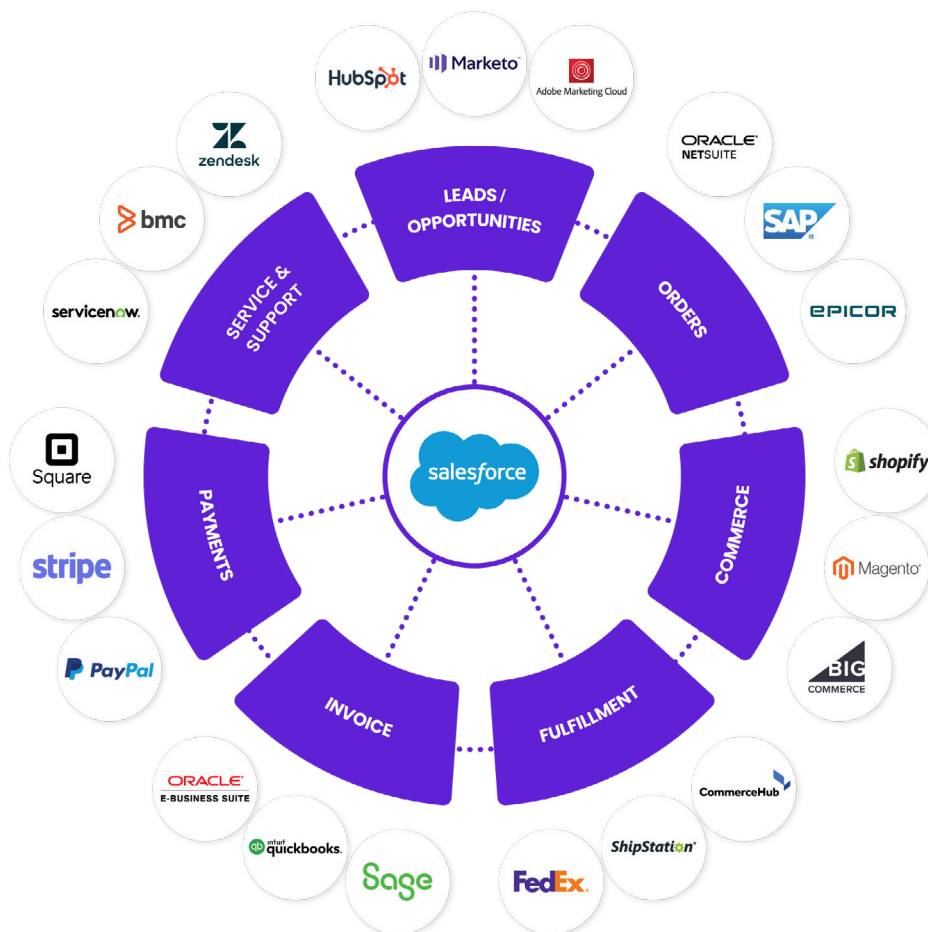 HubSpot
Marketo
Adobe Marketing Cloud
zendesk
ORACLE®
NETSUITE
bmc
SAP®
servicenow.
EPICOR
LEADS /
OPPORTUNITIES
SERVICE &
SUPPORT
ORDERS
salesforce
Square
shopify
PAYMENTS
COMMERCE
stripe
Magento®
PayPal
BIG
COMMERCE
INVOICE
FULFILLMENT
ORACLE®
E-BUSINESS SUITE
CommerceHub
qb
intuit
quickbooks.
ShipStation®
Sage
FedEx®